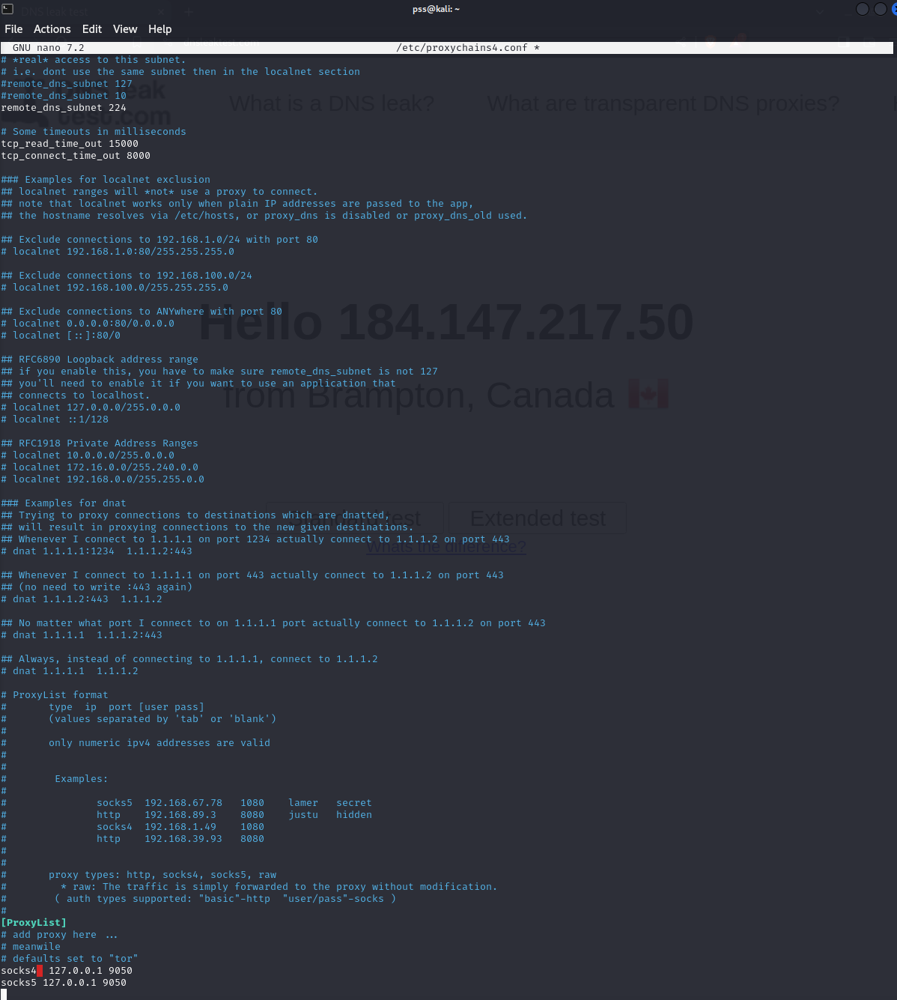 DNS leak test
pss@kali: ~
File Actions Edit View Help
GNU nano 7.2 /etc/proxychains4.conf *
# *real* access to this subnet.
# i.e. dont use the same subnet then in the localnet section
#remote_dns_subnet 127
#remote_dns_subnet 10
leak
What is a DNS leak? What are transparent DNS proxies?
remote_dns_subnet 224
test.com
# Some timeouts in milliseconds
tcp_read_time_out 15000
tcp_connect_time_out 8000
### Examples for localnet exclusion
## localnet ranges will *not* use a proxy to connect.
## note that localnet works only when plain IP addresses are passed to the app,
## the hostname resolves via /etc/hosts, or proxy_dns is disabled or proxy_dns_old used.
## Exclude connections to 192.168.1.0/24 with port 80
# localnet 192.168.1.0:80/255.255.255.0
## Exclude connections to 192.168.100.0/24
# localnet 192.168.100.0/255.255.255.0
## Exclude connections to ANYwhere with port 80
# localnet 0.0.0.0:80/0.0.0.0
Hello 184.147.217.50
# localnet [::]:80/0
## RFC6890 Loopback address range
## if you enable this, you have to make sure remote_dns_subnet is not 127
## you'll need to enable it if you want to use an application that
## connects to localhost.
from Brampton, Canada
# localnet 127.0.0.0/255.0.0.0
# localnet ::1/128
## RFC1918 Private Address Ranges
# localnet 10.0.0.0/255.0.0.0
# localnet 172.16.0.0/255.240.0.0
# localnet 192.168.0.0/255.255.0.0
### Examples for dnat
## Trying to proxy connections to destinations which are dnatted,
Standard test Extended test
## will result in proxying connections to the new given destinations.
## Whenever I connect to 1.1.1.1 on port 1234 actually connect to 1.1.1.2 on port 443
Whats the difference?
# dnat 1.1.1.1:1234  1.1.1.2:443
## Whenever I connect to 1.1.1.1 on port 443 actually connect to 1.1.1.2 on port 443
## (no need to write :443 again)
# dnat 1.1.1.2:443  1.1.1.2
## No matter what port I connect to on 1.1.1.1 port actually connect to 1.1.1.2 on port 443
# dnat 1.1.1.1  1.1.1.2:443
## Always, instead of connecting to 1.1.1.1, connect to 1.1.1.2
# dnat 1.1.1.1  1.1.1.2
# ProxyList format
#       type  ip  port [user pass]
#       (values separated by 'tab' or 'blank')
#
#       only numeric ipv4 addresses are valid
#
#
#        Examples:
#
#               socks5  192.168.67.78   1080    lamer   secret
#               http    192.168.89.3    8080    justu   hidden
#               socks4  192.168.1.49    1080
#               http    192.168.39.93   8080
#
#
#       proxy types: http, socks4, socks5, raw
#         * raw: The traffic is simply forwarded to the proxy without modification.
#        ( auth types supported: "basic"-http  "user/pass"-socks )
#
[ProxyList]
# add proxy here ...
# meanwile
# defaults set to "tor"
socks4  127.0.0.1 9050
socks5 127.0.0.1 9050